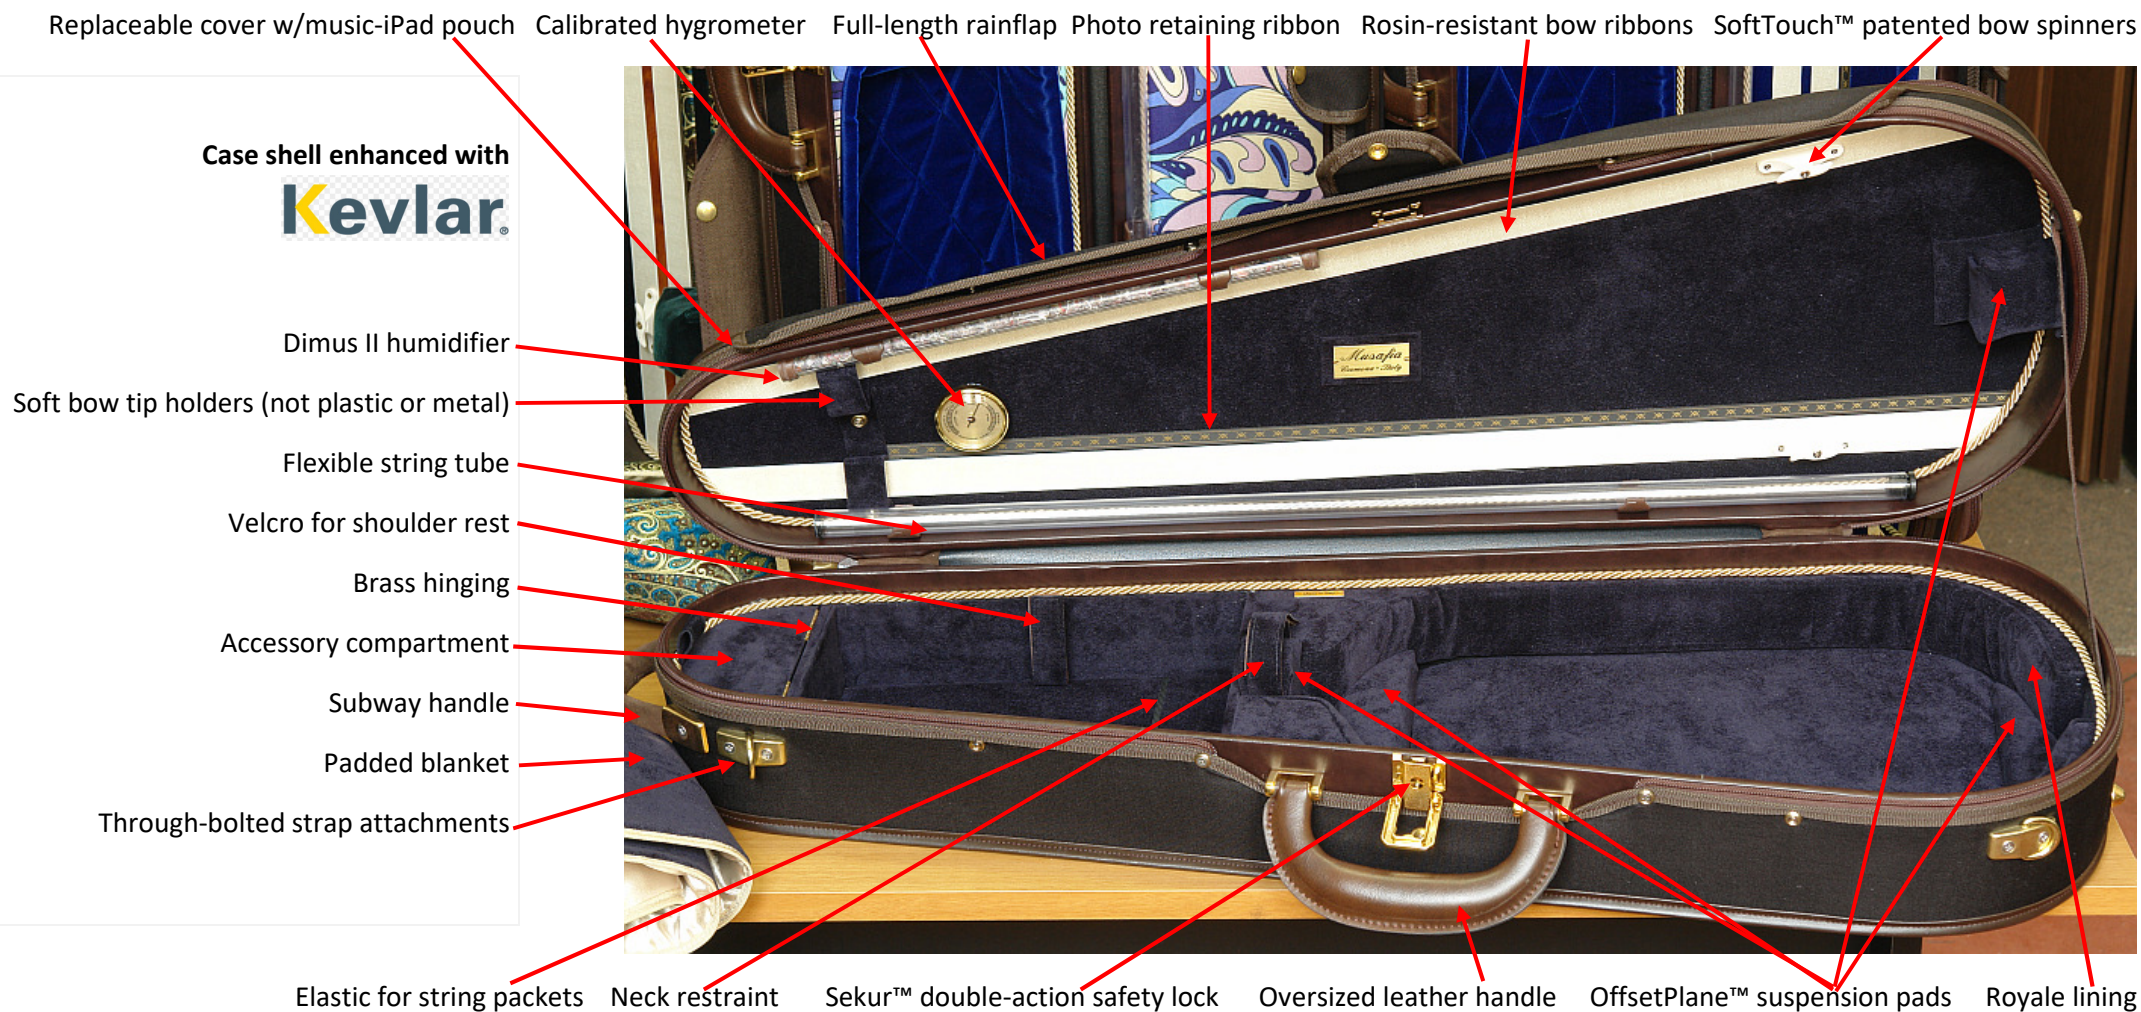 Replaceable cover w/music-iPad pouch Calibrated hygrometer Full-length rainflap Photo retaining ribbon Rosin-resistant bow ribbons SoftTouch™ patented bow spinners
Case shell enhanced with
Kevlar®
Dimus II humidifier
Soft bow tip holders (not plastic or metal)
Flexible string tube
Velcro for shoulder rest
Brass hinging
Accessory compartment
Subway handle
Padded blanket
Through-bolted strap attachments
Musafia
Cremona - Italy
Elastic for string packets Neck restraint Sekur™ double-action safety lock Oversized leather handle OffsetPlane™ suspension pads Royale lining